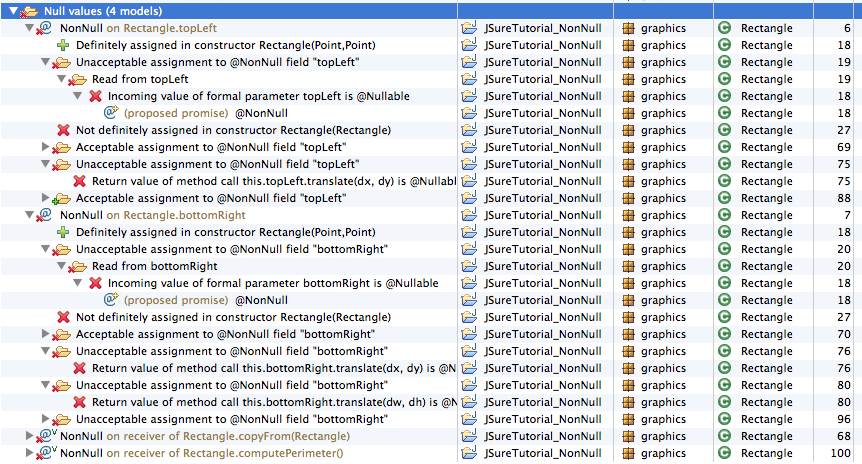 Null values (4 models)
NonNull on Rectangle.topLeft JSureTutorial_NonNull graphics Rectangle 6
Definitely assigned in constructor Rectangle(Point,Point) JSureTutorial_NonNull graphics Rectangle 18
Unacceptable assignment to @NonNull field "topLeft" JSureTutorial_NonNull graphics Rectangle 19
Read from topLeft JSureTutorial_NonNull graphics Rectangle 19
Incoming value of formal parameter topLeft is @Nullable JSureTutorial_NonNull graphics Rectangle 18
(proposed promise) @NonNull JSureTutorial_NonNull graphics Rectangle 18
Not definitely assigned in constructor Rectangle(Rectangle) JSureTutorial_NonNull graphics Rectangle 27
Acceptable assignment to @NonNull field "topLeft" JSureTutorial_NonNull graphics Rectangle 69
Unacceptable assignment to @NonNull field "topLeft" JSureTutorial_NonNull graphics Rectangle 75
Return value of method call this.topLeft.translate(dx, dy) is @Nullabl JSureTutorial_NonNull graphics Rectangle 75
Acceptable assignment to @NonNull field "topLeft" JSureTutorial_NonNull graphics Rectangle 88
NonNull on Rectangle.bottomRight JSureTutorial_NonNull graphics Rectangle 7
Definitely assigned in constructor Rectangle(Point,Point) JSureTutorial_NonNull graphics Rectangle 18
Unacceptable assignment to @NonNull field "bottomRight" JSureTutorial_NonNull graphics Rectangle 20
Read from bottomRight JSureTutorial_NonNull graphics Rectangle 20
Incoming value of formal parameter bottomRight is @Nullable JSureTutorial_NonNull graphics Rectangle 18
(proposed promise) @NonNull JSureTutorial_NonNull graphics Rectangle 18
Not definitely assigned in constructor Rectangle(Rectangle) JSureTutorial_NonNull graphics Rectangle 27
Acceptable assignment to @NonNull field "bottomRight" JSureTutorial_NonNull graphics Rectangle 70
Unacceptable assignment to @NonNull field "bottomRight" JSureTutorial_NonNull graphics Rectangle 76
Return value of method call this.bottomRight.translate(dx, dy) is @N JSureTutorial_NonNull graphics Rectangle 76
Unacceptable assignment to @NonNull field "bottomRight" JSureTutorial_NonNull graphics Rectangle 80
Return value of method call this.bottomRight.translate(dw, dh) is @N JSureTutorial_NonNull graphics Rectangle 80
Unacceptable assignment to @NonNull field "bottomRight" JSureTutorial_NonNull graphics Rectangle 96
NonNull on receiver of Rectangle.copyFrom(Rectangle) JSureTutorial_NonNull graphics Rectangle 68
NonNull on receiver of Rectangle.computePerimeter() JSureTutorial_NonNull graphics Rectangle 100